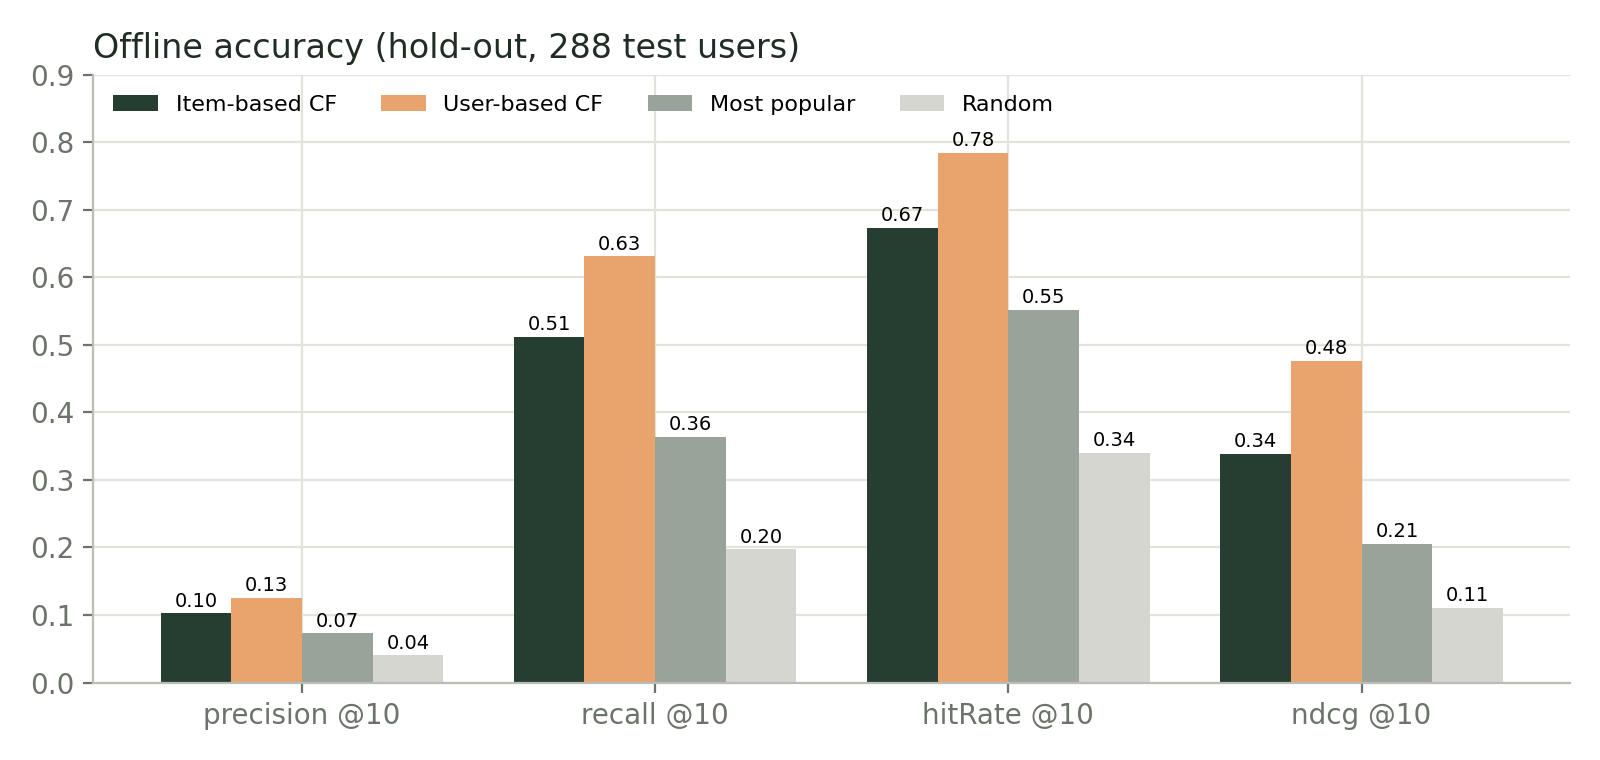 Offline accuracy (hold-out, 288 test users)
Item-based CF User-based CF Most popular Random
0.9
0.8
0.7
0.6
0.5
0.4
0.3
0.2
0.1
0.0
0.10 0.13 0.07 0.04
0.51 0.63 0.36 0.20
0.67 0.78 0.55 0.34
0.34 0.48 0.21 0.11
precision @10 recall @10 hitRate @10 ndcg @10